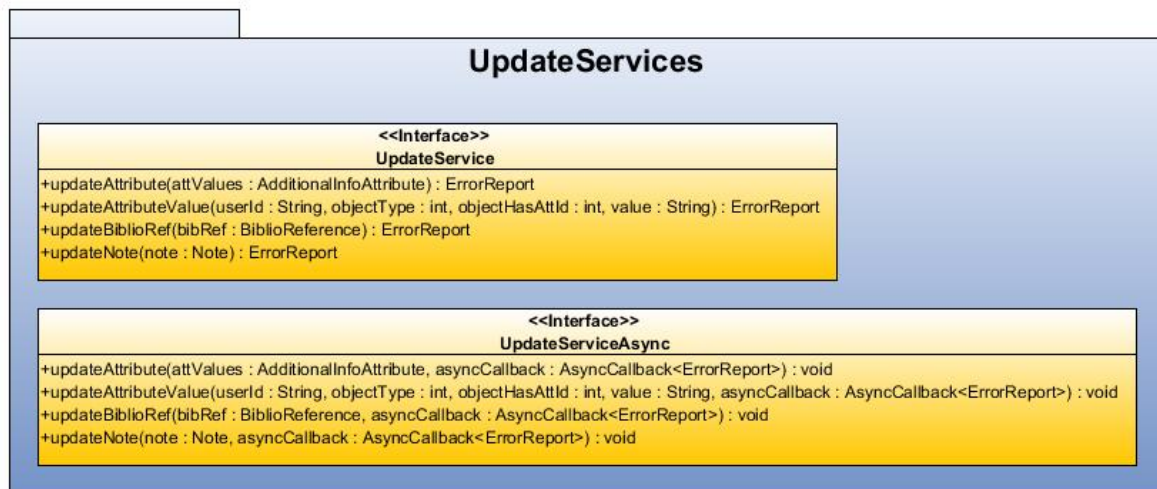 UpdateServices
<<Interface>>
UpdateService
+updateAttribute(attValues : AdditionalInfoAttribute) : ErrorReport
+updateAttributeValue(userId : String, objectType : int, objectHasAttId : int, value : String) : ErrorReport
+updateBiblioRef(bibRef : BiblioReference) : ErrorReport
+updateNote(note : Note) : ErrorReport
<<Interface>>
UpdateServiceAsync
+updateAttribute(attValues : AdditionalInfoAttribute, asyncCallback : AsyncCallback<ErrorReport>) : void
+updateAttributeValue(userId : String, objectType : int, objectHasAttId : int, value : String, asyncCallback : AsyncCallback<ErrorReport>) : void
+updateBiblioRef(bibRef : BiblioReference, asyncCallback : AsyncCallback<ErrorReport>) : void
+updateNote(note : Note, asyncCallback : AsyncCallback<ErrorReport>) : void